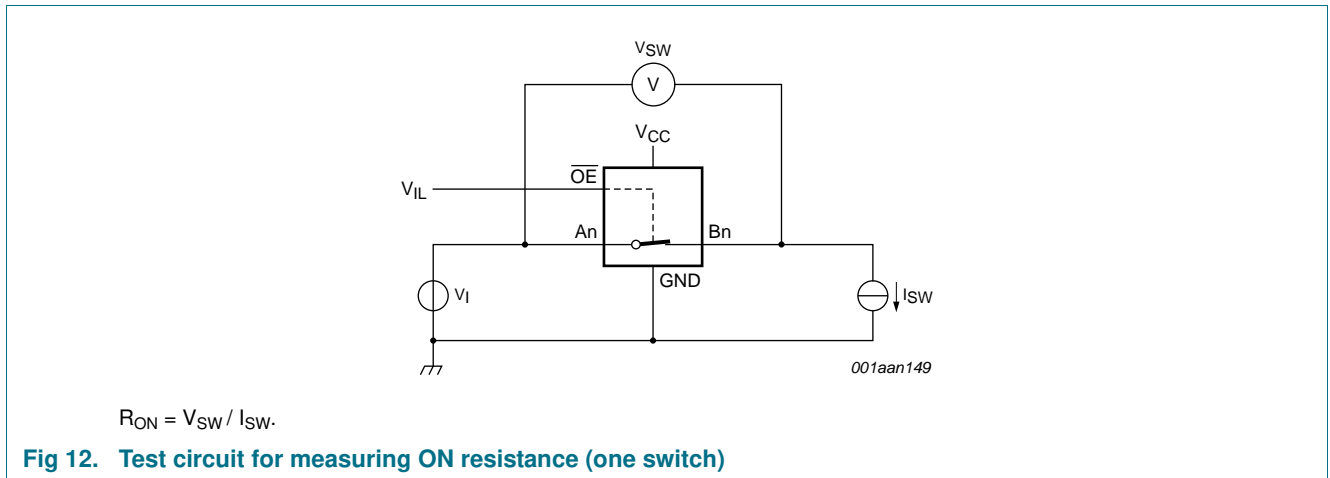 VSW
V
VCC
OE
VIL
An
Bn
GND
VI
ISW
001aan149
RON = VSW / ISW.
Fig 12. Test circuit for measuring ON resistance (one switch)